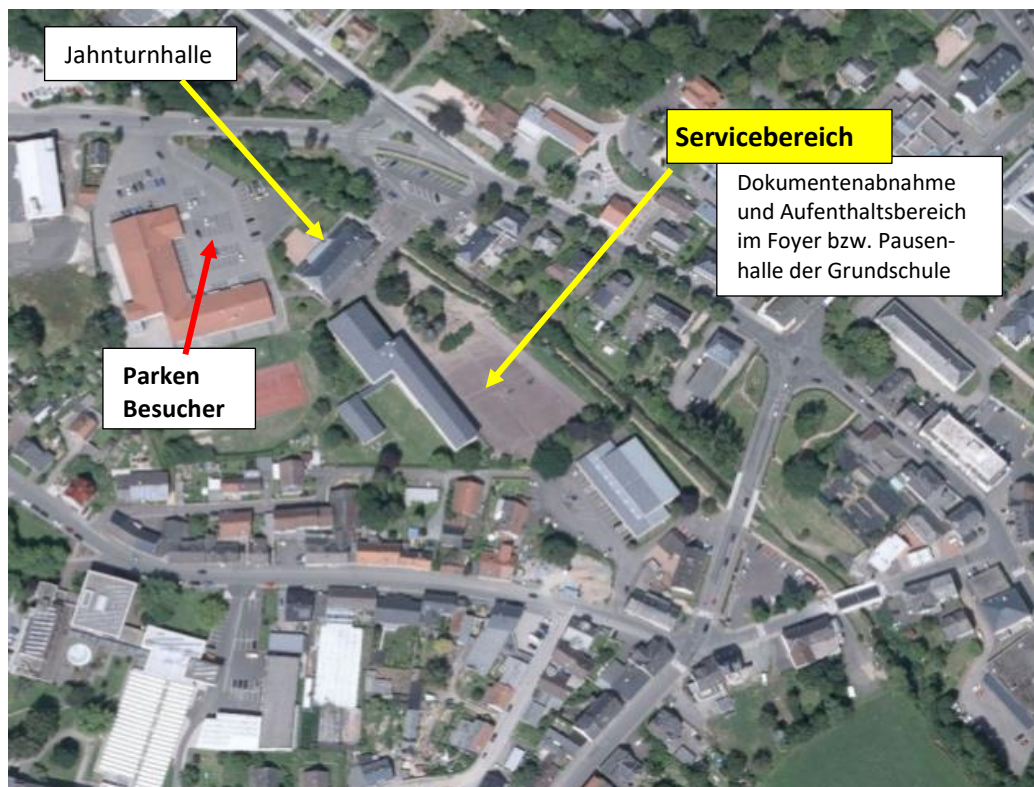 Jahnturnhalle
Servicebereich
Dokumentenabnahme
und Aufenthaltsbereich
im Foyer bzw. Pausen-
halle der Grundschule
Parken
Besucher